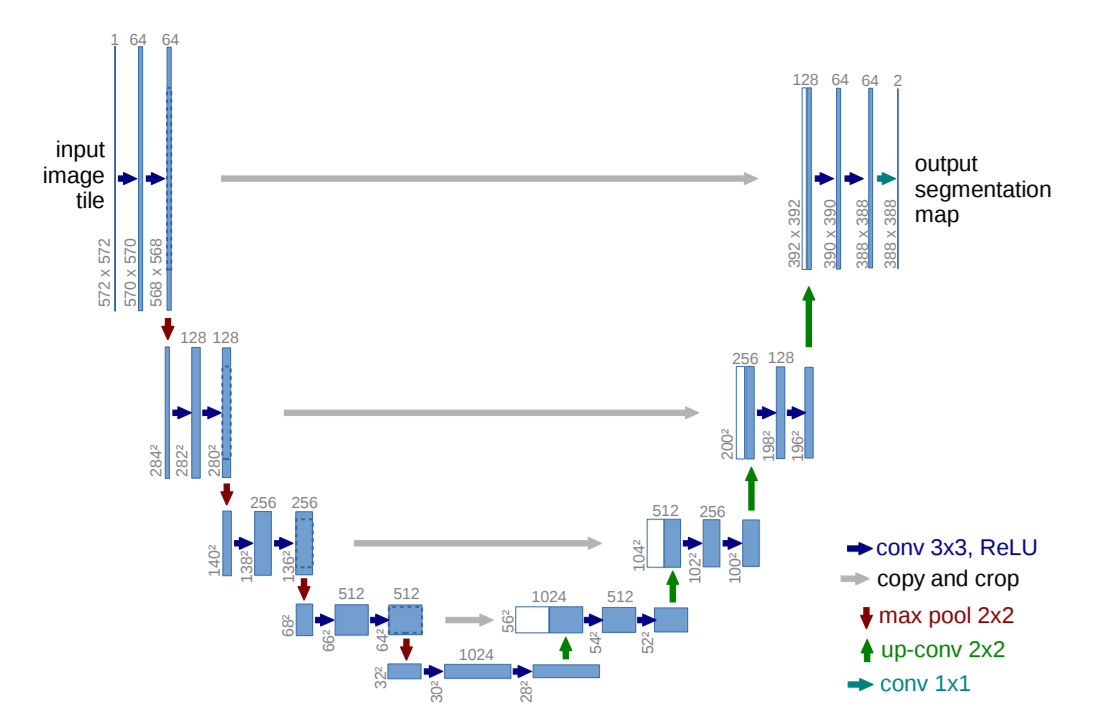 1 64 64
input
image
tile
572 x 572
570 x 570
568 x 568
128 64 64 2
output
segmentation
map
392 x 392
390 x 390
388 x 388
388 x 388
128 128
284²
282²
280²
256 128
200²
198²
196²
256 256
140²
138²
136²
512 256
104²
102²
100²
512 512
68²
66²
64²
1024 512
56²
54²
52²
1024
32²
30²
28²
conv 3x3, ReLU
copy and crop
max pool 2x2
up-conv 2x2
conv 1x1